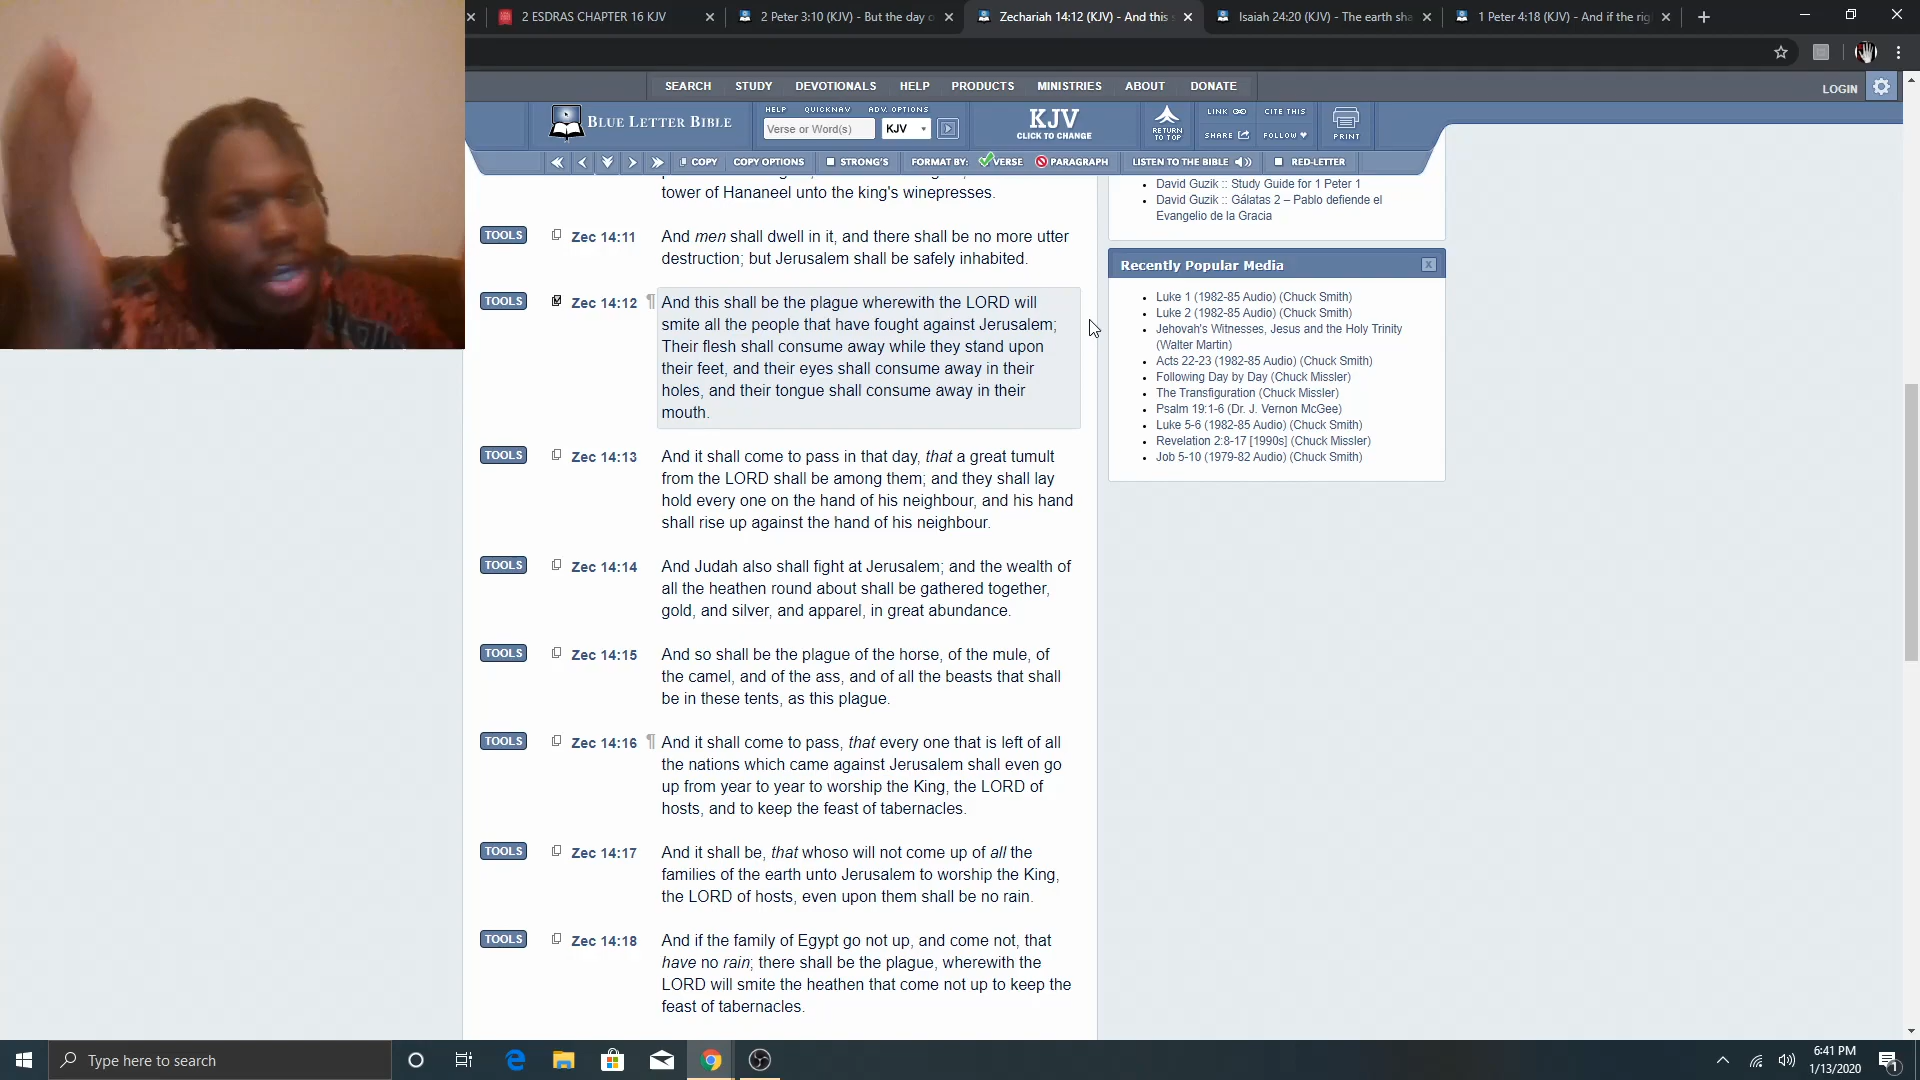 2 ESDRAS CHAPTER 16 KJV
2 Peter 3:10 (KJV) - But the day o
Zechariah 14:12 (KJV) - And this
Isaiah 24:20 (KJV) - The earth sha
1 Peter 4:18 (KJV) - And if the rig
SEARCH STUDY DEVOTIONALS HELP PRODUCTS MINISTRIES ABOUT DONATE
LOGIN
BLUE LETTER BIBLE
HELP QUICKNAV ADV. OPTIONS
Verse or Word(s) KJV
KJV
CLICK TO CHANGE
RETURN
TO TOP
LINK CITE THIS
SHARE FOLLOW
PRINT
COPY COPY OPTIONS STRONG'S FORMAT BY: VERSE PARAGRAPH LISTEN TO THE BIBLE RED-LETTER
tower of Hananeel unto the king's winepresses.
TOOLS Zec 14:11 And men shall dwell in it, and there shall be no more utter
destruction; but Jerusalem shall be safely inhabited.
TOOLS Zec 14:12 ¶ And this shall be the plague wherewith the LORD will
smite all the people that have fought against Jerusalem;
Their flesh shall consume away while they stand upon
their feet, and their eyes shall consume away in their
holes, and their tongue shall consume away in their
mouth.
TOOLS Zec 14:13 And it shall come to pass in that day, that a great tumult
from the LORD shall be among them; and they shall lay
hold every one on the hand of his neighbour, and his hand
shall rise up against the hand of his neighbour.
TOOLS Zec 14:14 And Judah also shall fight at Jerusalem; and the wealth of
all the heathen round about shall be gathered together,
gold, and silver, and apparel, in great abundance.
TOOLS Zec 14:15 And so shall be the plague of the horse, of the mule, of
the camel, and of the ass, and of all the beasts that shall
be in these tents, as this plague.
TOOLS Zec 14:16 ¶ And it shall come to pass, that every one that is left of all
the nations which came against Jerusalem shall even go
up from year to year to worship the King, the LORD of
hosts, and to keep the feast of tabernacles.
TOOLS Zec 14:17 And it shall be, that whoso will not come up of all the
families of the earth unto Jerusalem to worship the King,
the LORD of hosts, even upon them shall be no rain.
TOOLS Zec 14:18 And if the family of Egypt go not up, and come not, that
have no rain; there shall be the plague, wherewith the
LORD will smite the heathen that come not up to keep the
feast of tabernacles.
David Guzik :: Study Guide for 1 Peter 1
David Guzik :: Gálatas 2 – Pablo defiende el
Evangelio de la Gracia
Recently Popular Media
Luke 1 (1982-85 Audio) (Chuck Smith)
Luke 2 (1982-85 Audio) (Chuck Smith)
Jehovah's Witnesses, Jesus and the Holy Trinity
(Walter Martin)
Acts 22-23 (1982-85 Audio) (Chuck Smith)
Following Day by Day (Chuck Missler)
The Transfiguration (Chuck Missler)
Psalm 19:1-6 (Dr. J. Vernon McGee)
Luke 5-6 (1982-85 Audio) (Chuck Smith)
Revelation 2:8-17 [1990s] (Chuck Missler)
Job 5-10 (1979-82 Audio) (Chuck Smith)
Type here to search
6:41 PM
1/13/2020
1